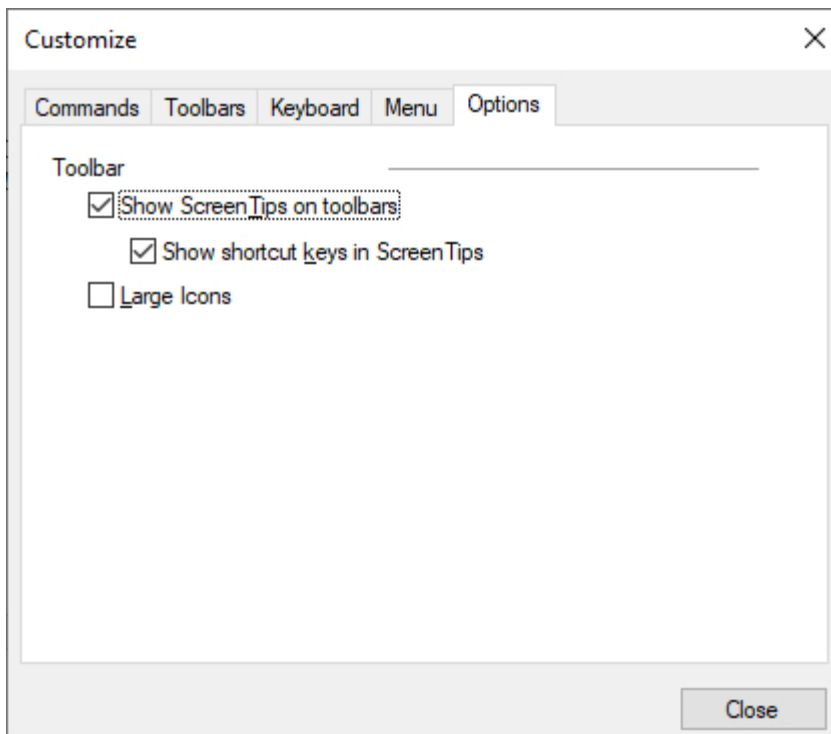 Customize
Commands Toolbars Keyboard Menu Options
Toolbar
Show ScreenTips on toolbars
Show shortcut keys in ScreenTips
Large Icons
Close